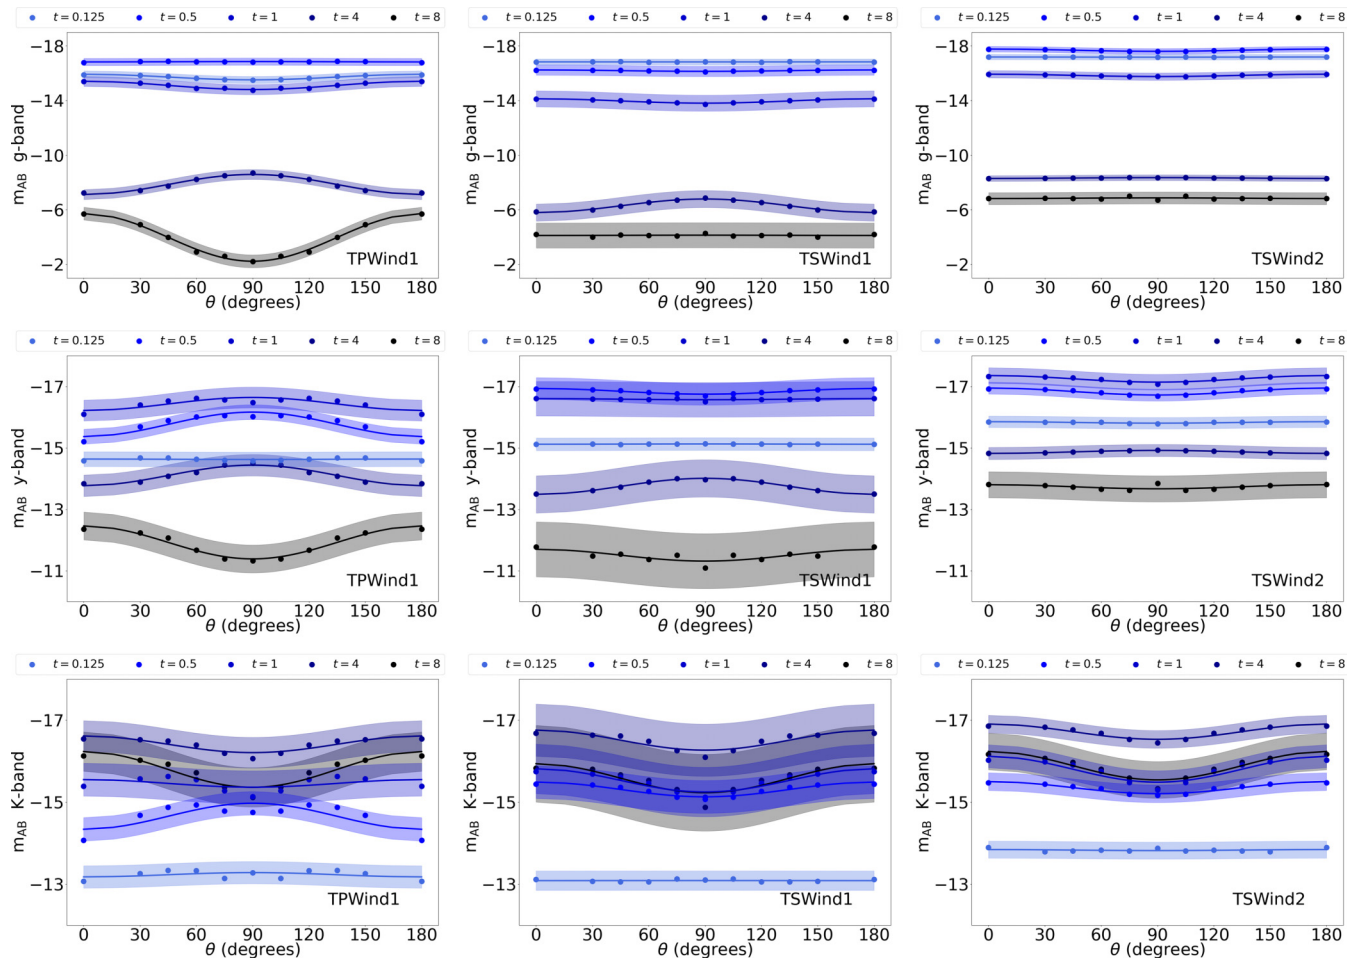 t = 0.125 t = 0.5 t = 1 t = 4 t = 8
−18
−14
−10
−6
−2
m_AB g-band
TPWind1
0 30 60 90 120 150 180
θ (degrees)
t = 0.125 t = 0.5 t = 1 t = 4 t = 8
−18
−14
−10
−6
−2
m_AB g-band
TSWind1
0 30 60 90 120 150 180
θ (degrees)
t = 0.125 t = 0.5 t = 1 t = 4 t = 8
−18
−14
−10
−6
−2
m_AB g-band
TSWind2
0 30 60 90 120 150 180
θ (degrees)
t = 0.125 t = 0.5 t = 1 t = 4 t = 8
−17
−15
−13
−11
m_AB y-band
TPWind1
0 30 60 90 120 150 180
θ (degrees)
t = 0.125 t = 0.5 t = 1 t = 4 t = 8
−17
−15
−13
−11
m_AB y-band
TSWind1
0 30 60 90 120 150 180
θ (degrees)
t = 0.125 t = 0.5 t = 1 t = 4 t = 8
−17
−15
−13
−11
m_AB y-band
TSWind2
0 30 60 90 120 150 180
θ (degrees)
t = 0.125 t = 0.5 t = 1 t = 4 t = 8
−17
−15
−13
m_AB K-band
TPWind1
0 30 60 90 120 150 180
θ (degrees)
t = 0.125 t = 0.5 t = 1 t = 4 t = 8
−17
−15
−13
m_AB K-band
TSWind1
0 30 60 90 120 150 180
θ (degrees)
t = 0.125 t = 0.5 t = 1 t = 4 t = 8
−17
−15
−13
m_AB K-band
TSWind2
0 30 60 90 120 150 180
θ (degrees)